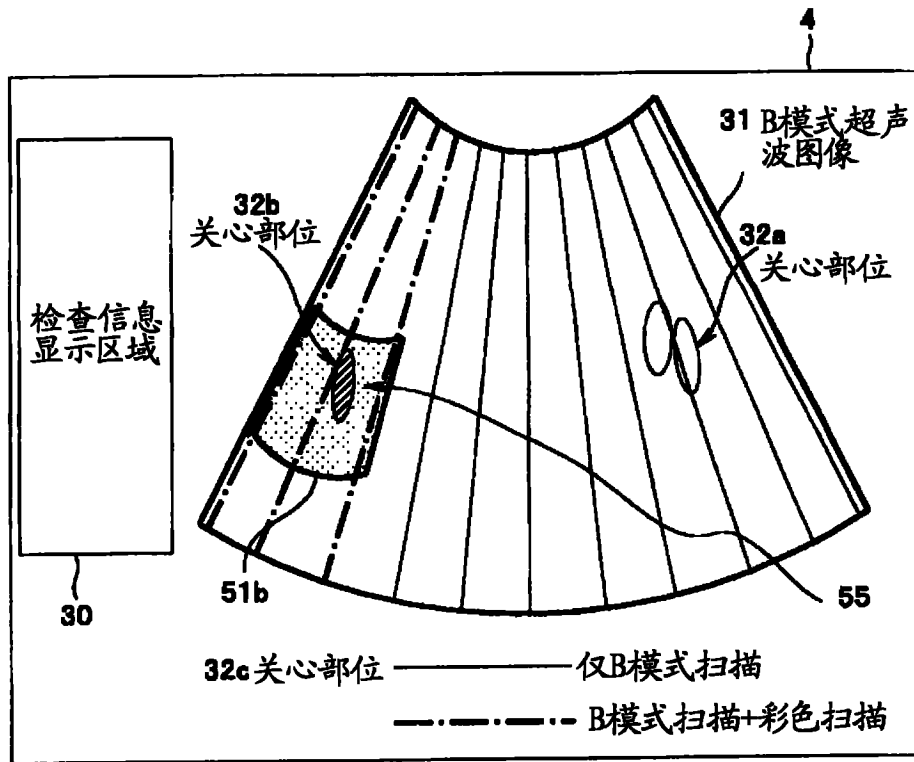 4
31 B模式超声
波图像
32b
关心部位
32a
关心部位
检查信息
显示区域
30
51b
55
32c关心部位
仅B模式扫描
B模式扫描+彩色扫描